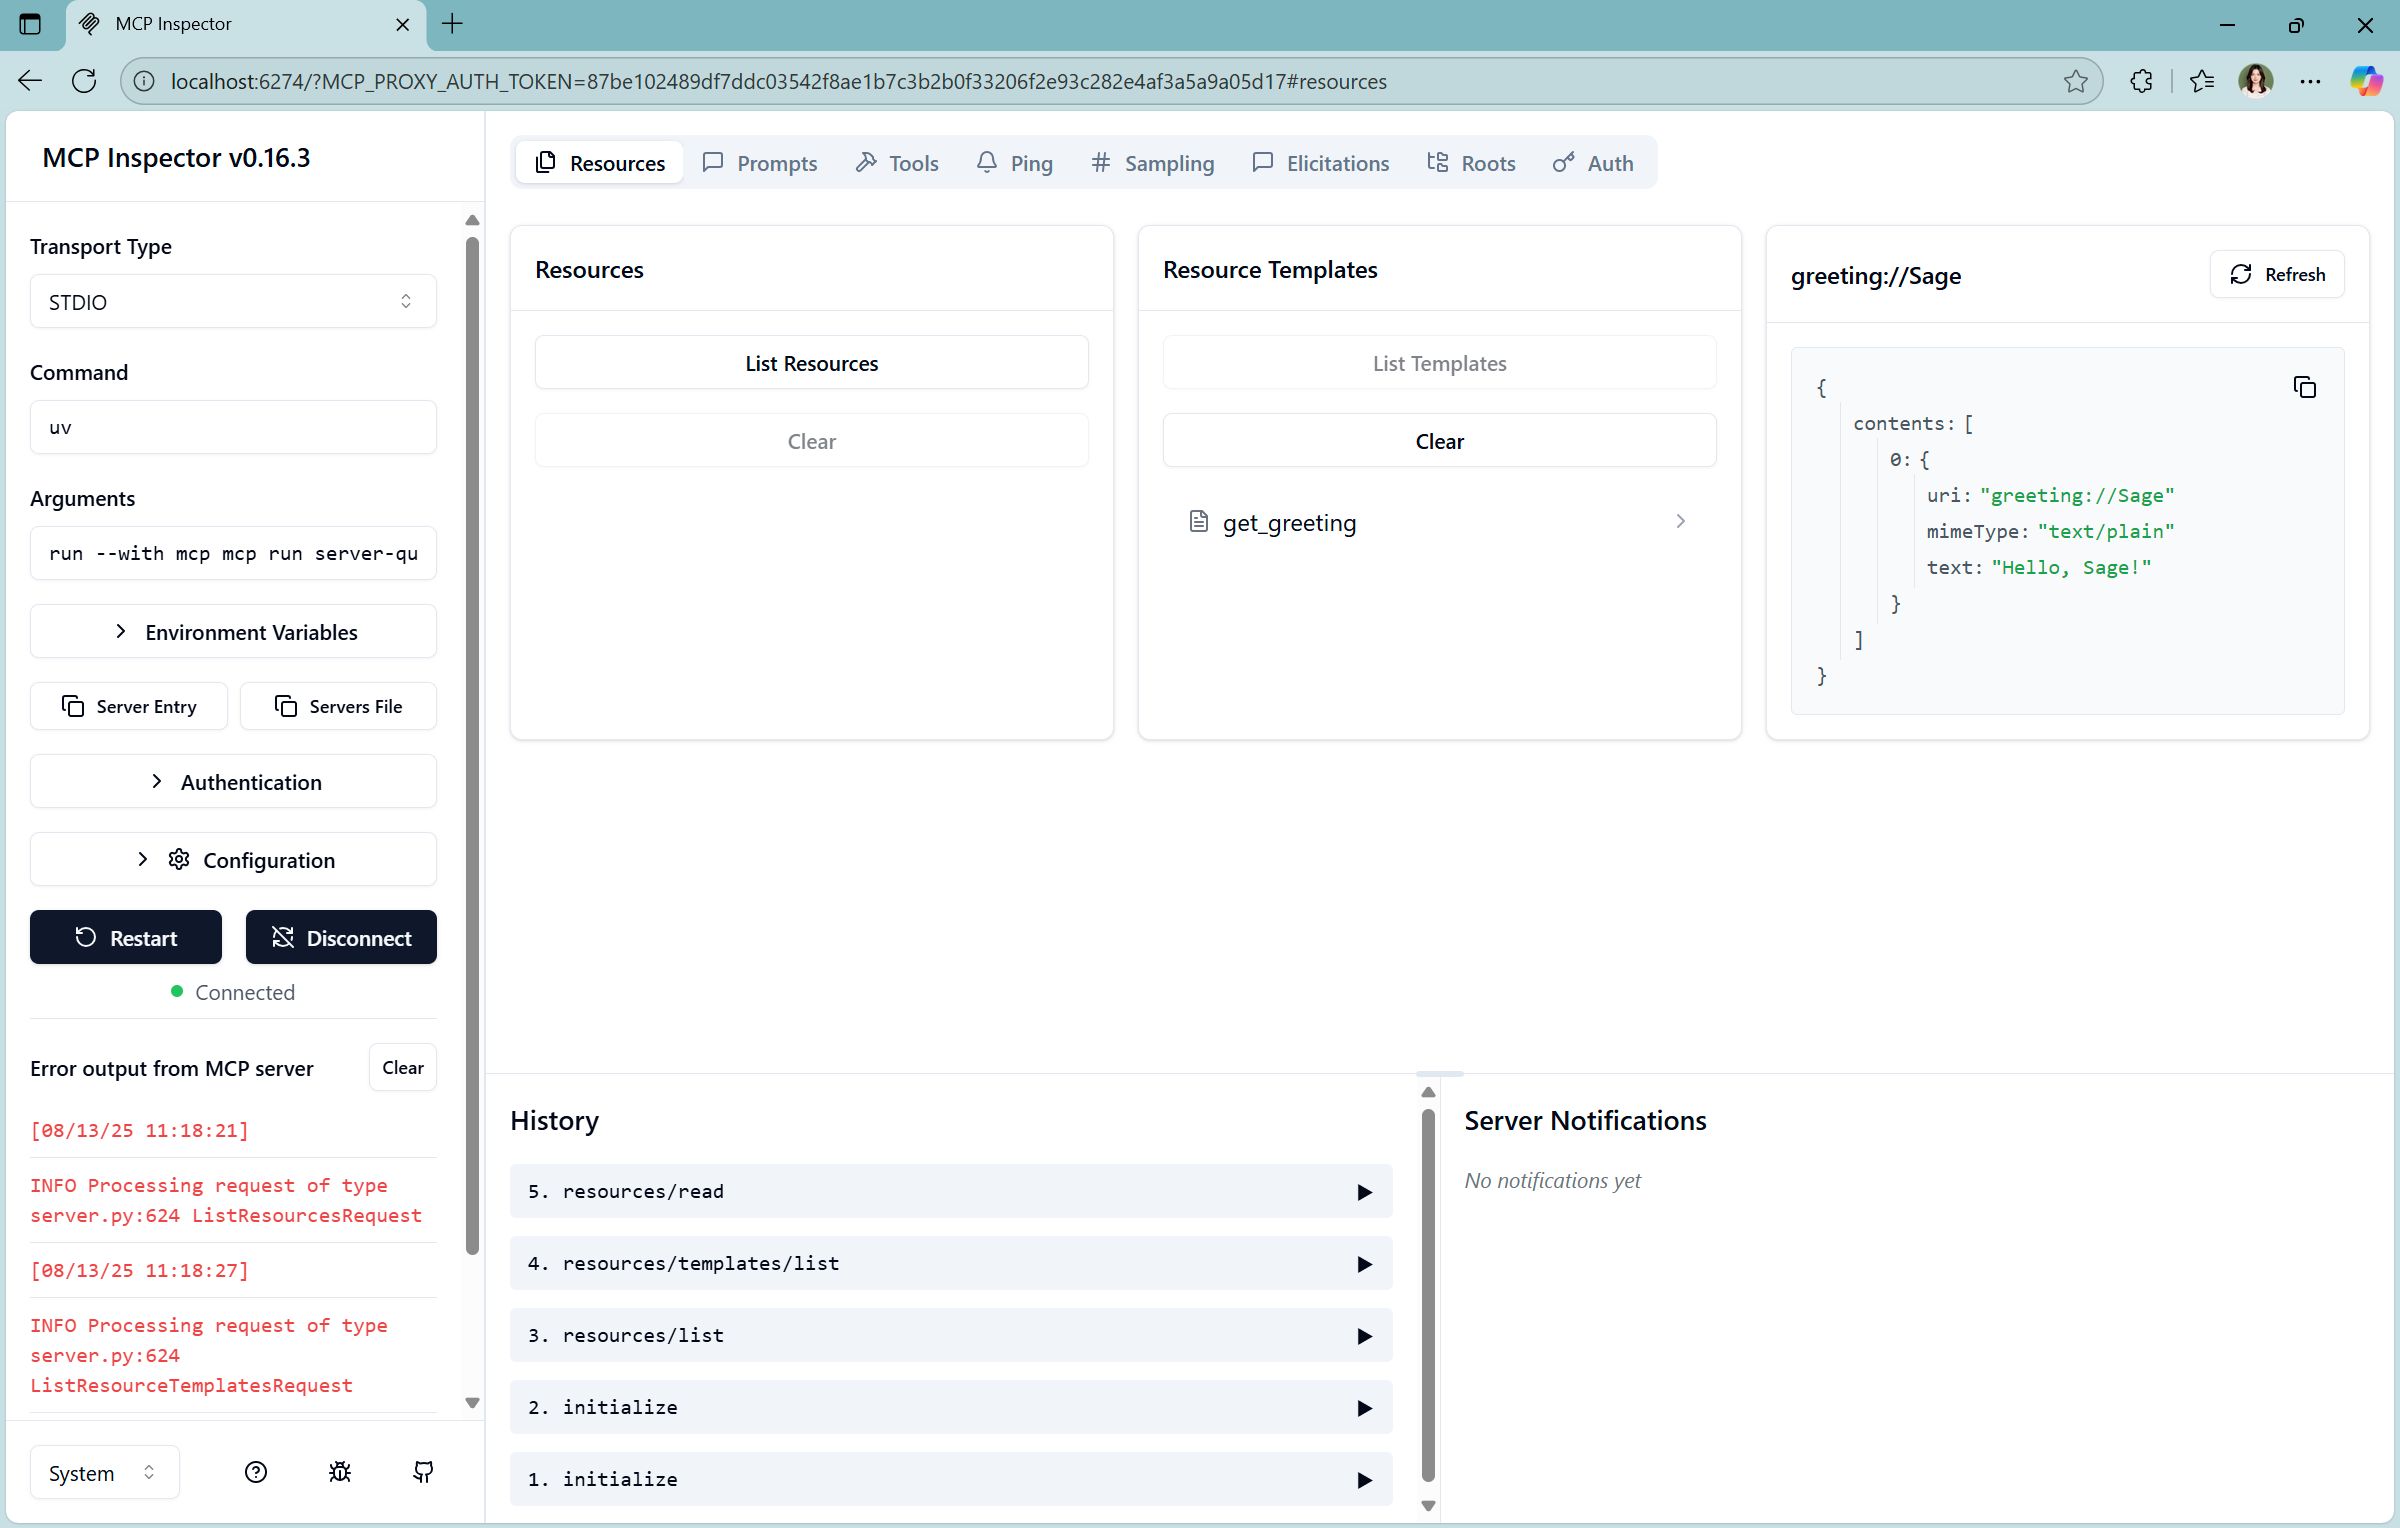 MCP Inspector
localhost:6274/?MCP_PROXY_AUTH_TOKEN=87be102489df7ddc03542f8ae1b7c3b2b0f33206f2e93c282e4af3a5a9a05d17#resources
MCP Inspector v0.16.3
Transport Type
STDIO
Command
uv
Arguments
run --with mcp mcp run server-qu
Environment Variables
Server Entry
Servers File
Authentication
Configuration
Restart
Disconnect
Connected
Error output from MCP server
Clear
[08/13/25 11:18:21]
INFO Processing request of type
server.py:624 ListResourcesRequest
[08/13/25 11:18:27]
INFO Processing request of type
server.py:624
ListResourceTemplatesRequest
System
Resources
Prompts
Tools
Ping
Sampling
Elicitations
Roots
Auth
Resources
List Resources
Clear
Resource Templates
List Templates
Clear
get_greeting
greeting://Sage
Refresh
{
contents: [
0: {
uri: "greeting://Sage"
mimeType: "text/plain"
text: "Hello, Sage!"
}
]
}
History
5. resources/read
4. resources/templates/list
3. resources/list
2. initialize
1. initialize
Server Notifications
No notifications yet